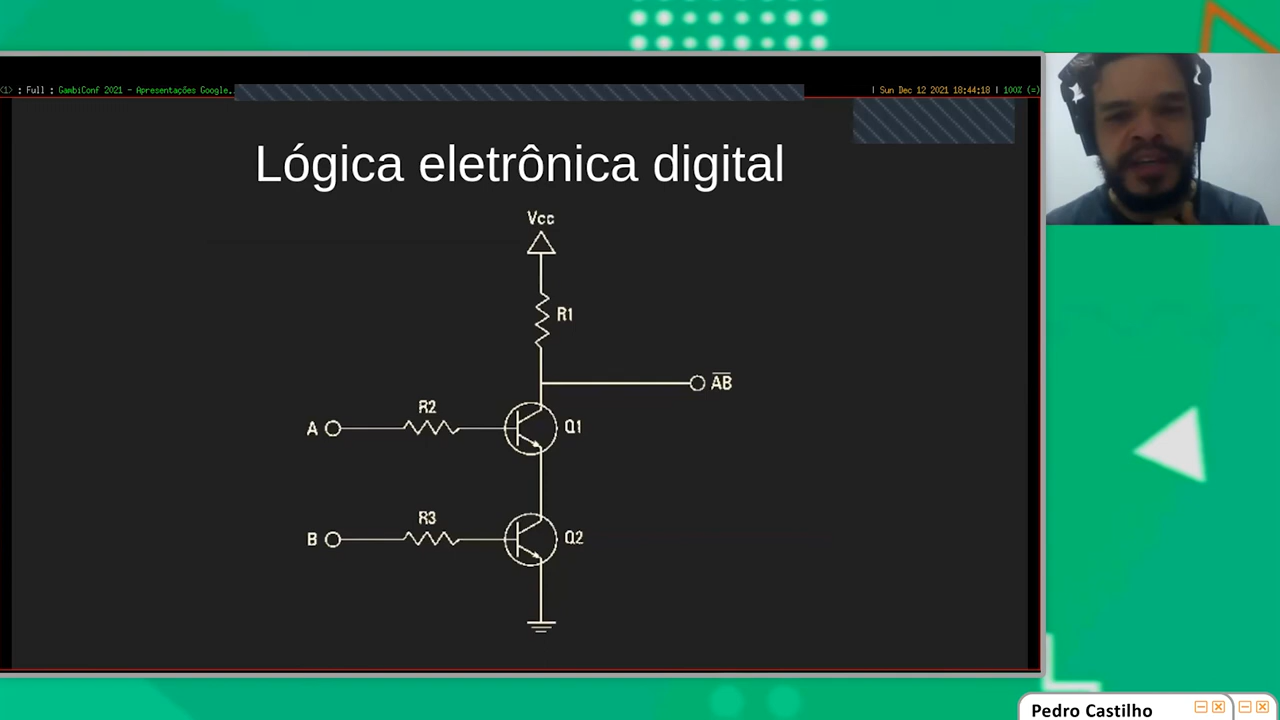 <1> : Full : GambiConf 2021 - Apresentações Google.
| Sun Dec 12 2021 18:44:18 | 100% (=)
Lógica eletrônica digital
Vcc
R1
A̅B̅
R2
A
Q1
R3
B
Q2
Pedro Castilho